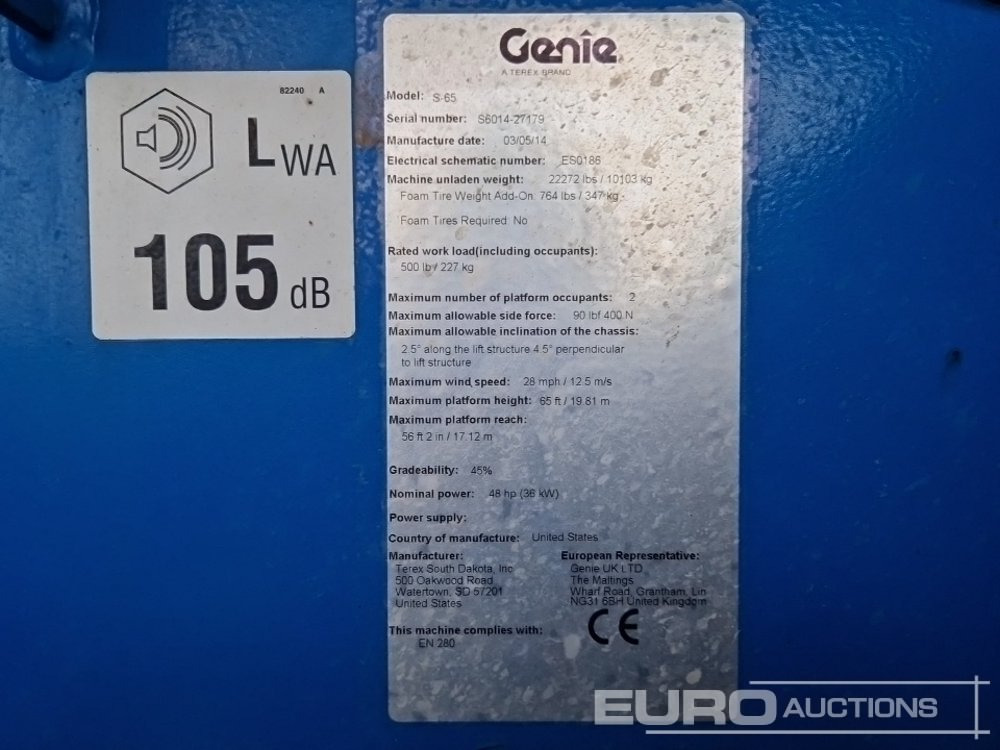 82240 A
LWA
105 dB
Genie
A TEREX BRAND
Model: S-65
Serial number: S6014-27179
Manufacture date: 03/05/14
Electrical schematic number: ES0186
Machine unladen weight: 22272 lbs / 10103 kg
Foam Tire Weight Add-On: 764 lbs / 347 kg
Foam Tires Required: No
Rated work load(including occupants):
500 lb / 227 kg
Maximum number of platform occupants: 2
Maximum allowable side force: 90 lbf 400 N
Maximum allowable inclination of the chassis:
2.5° along the lift structure 4.5° perpendicular
to lift structure
Maximum wind speed: 28 mph / 12.5 m/s
Maximum platform height: 65 ft / 19.81 m
Maximum platform reach:
56 ft 2 in / 17.12 m
Gradeability: 45%
Nominal power: 48 hp (36 kW)
Power supply:
Country of manufacture: United States
Manufacturer:
Terex South Dakota, Inc
500 Oakwood Road
Watertown, SD 57201
United States
European Representative:
Genie UK LTD
The Maltings
Wharf Road, Grantham, Lin
NG31 6BH United Kingdom
This machine complies with:
EN 280
CE
EURO AUCTIONS